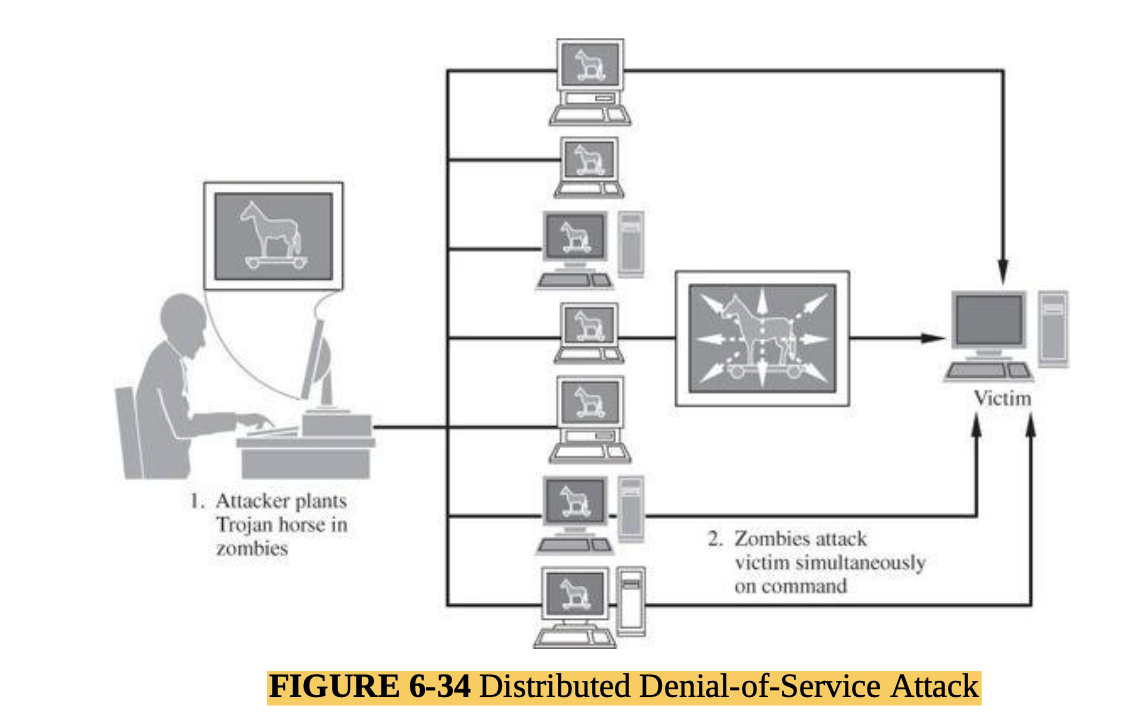 Victim
1. Attacker plants
Trojan horse in
zombies
2. Zombies attack
victim simultaneously
on command
FIGURE 6-34 Distributed Denial-of-Service Attack